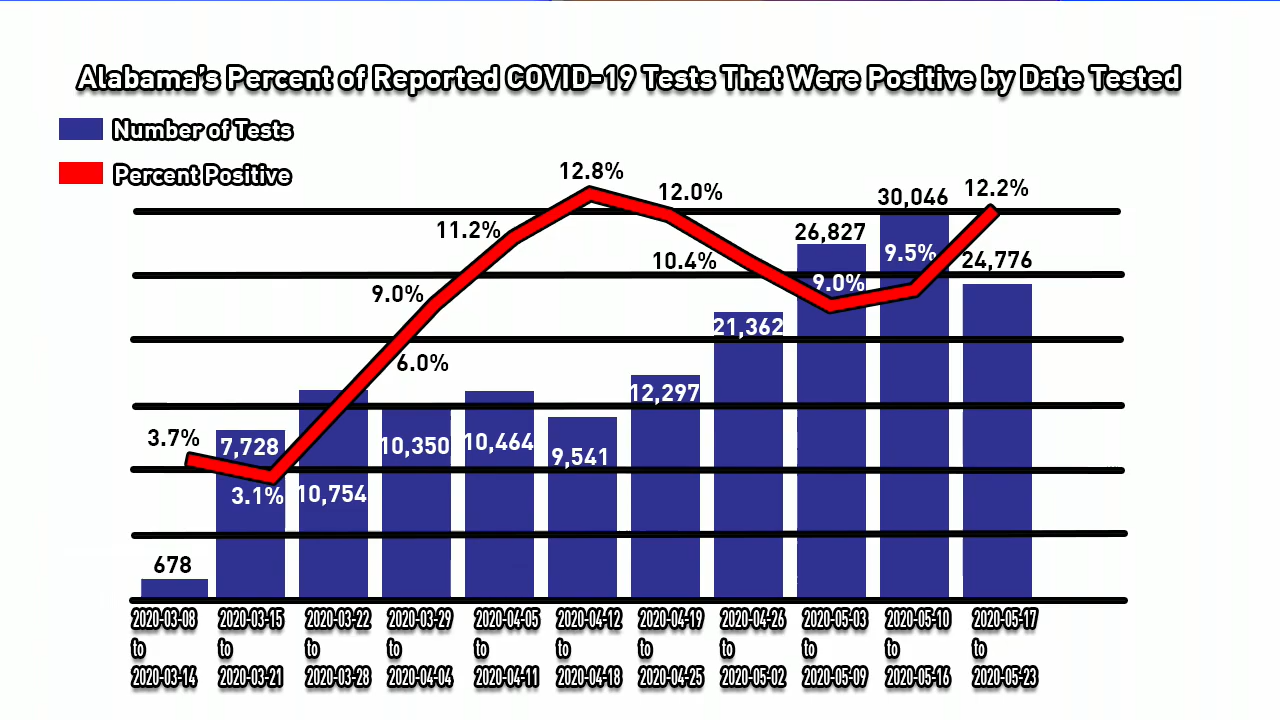 Alabama's Percent of Reported COVID-19 Tests That Were Positive by Date Tested
Number of Tests
Percent Positive
12.8%
12.0%
30,046
12.2%
11.2%
26,827
10.4%
9.5%
24,776
9.0%
9.0%
21,362
6.0%
12,297
3.7%
7,728
10,350
10,464
9,541
3.1%
10,754
678
2020-03-08 to 2020-03-14
2020-03-15 to 2020-03-21
2020-03-22 to 2020-03-28
2020-03-29 to 2020-04-04
2020-04-05 to 2020-04-11
2020-04-12 to 2020-04-18
2020-04-19 to 2020-04-25
2020-04-26 to 2020-05-02
2020-05-03 to 2020-05-09
2020-05-10 to 2020-05-16
2020-05-17 to 2020-05-23